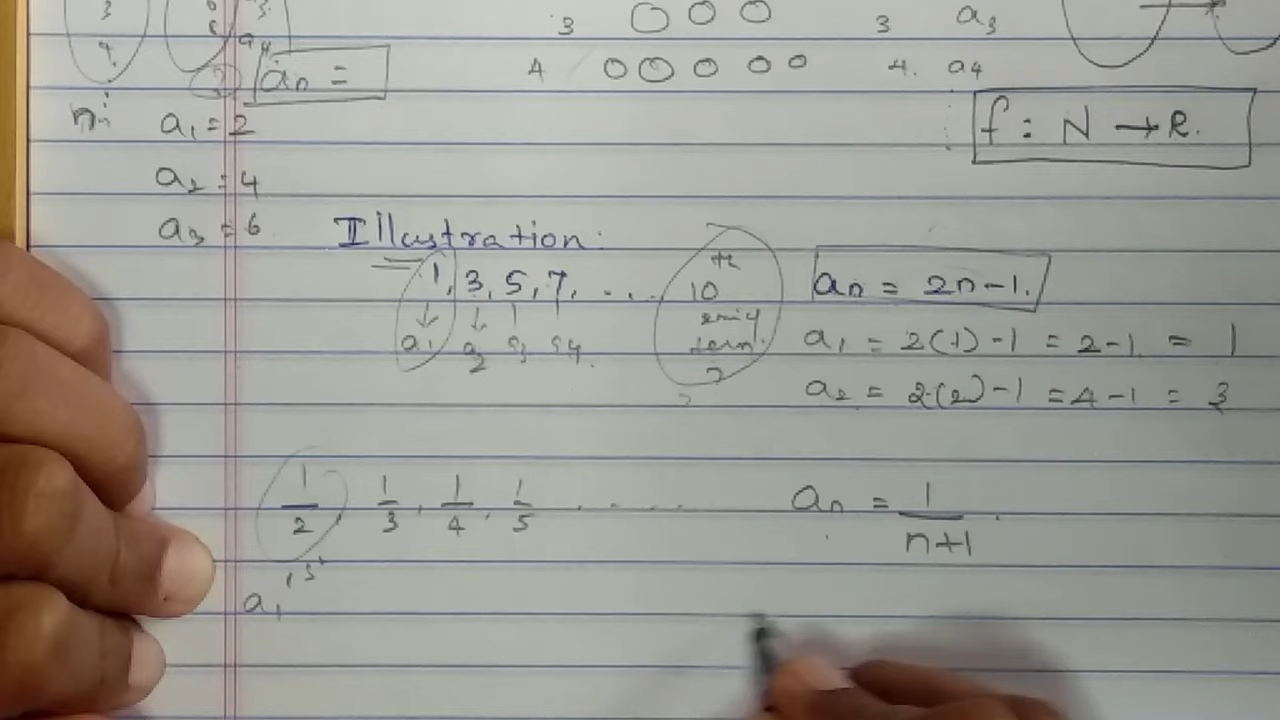 3
3
a3
4
4. a4
an =
f : N → R.
n:
a1 = 2
a2 = 4
a3 = 6
Illustration:
1, 3, 5, 7, .... 10th
term
?
a1 a2 a3 a4.
an = 2n-1.
a1 = 2(1)-1 = 2-1 = 1
a2 = 2(2)-1 = 4-1 = 3
1/2, 1/3, 1/4, 1/5 ......
an = 1/n+1.
1st
a1